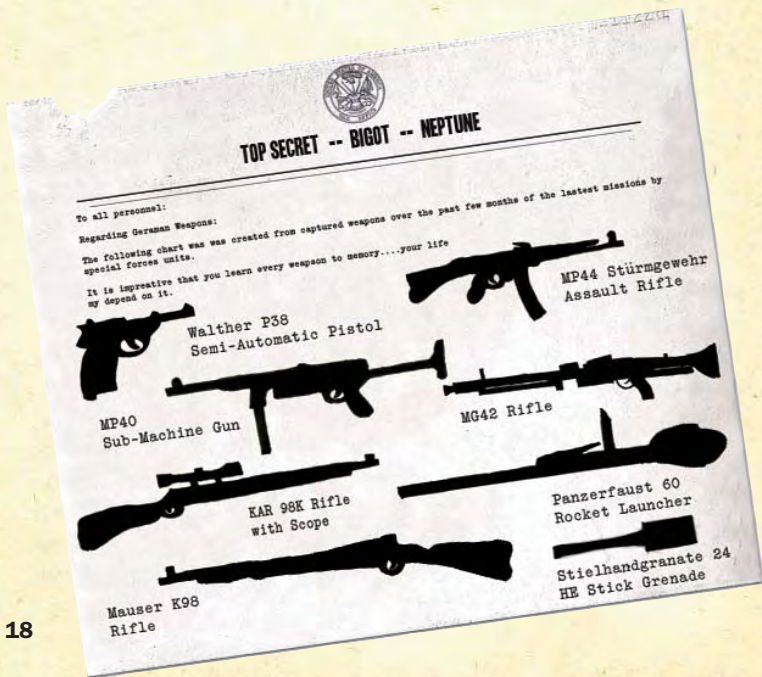 TOP SECRET -- BIGOT -- NEPTUNE
To all personnel:
Regarding Geraman Weapons:
The following chart was was created from captured weapons over the past few months of the lastest missions by
special forces units.
It is impreative that you learn every weapson to memory....your life
my depend on it.
MP44 Stürmgewehr
Assault Rifle
Walther P38
Semi-Automatic Pistol
MP40
Sub-Machine Gun
MG42 Rifle
KAR 98K Rifle
with Scope
Panzerfaust 60
Rocket Launcher
Mauser K98
Rifle
Stielhandgranate 24
HE Stick Grenade
18